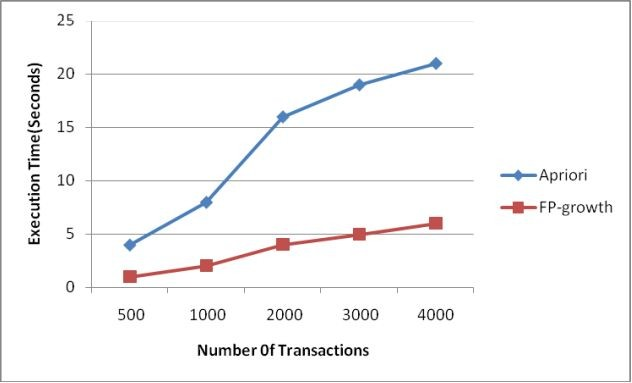 25
20
15
10
5
0
Execution Time(Seconds)
500 1000 2000 3000 4000
Number 0f Transactions
Apriori
FP-growth